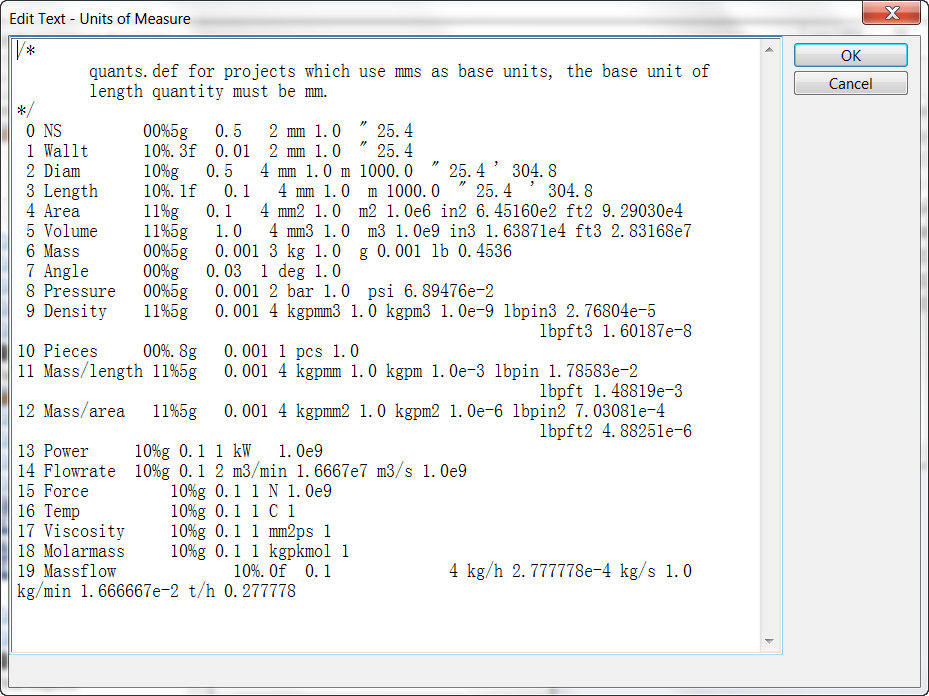 Edit Text - Units of Measure
/*
quants.def for projects which use mms as base units, the base unit of
length quantity must be mm.
*/
0 NS 00%5g 0.5 2 mm 1.0 " 25.4
1 Wallt 10%.3f 0.01 2 mm 1.0 " 25.4
2 Diam 10%g 0.5 4 mm 1.0 m 1000.0 " 25.4 ' 304.8
3 Length 10%.1f 0.1 4 mm 1.0 m 1000.0 " 25.4 ' 304.8
4 Area 11%g 0.1 4 mm2 1.0 m2 1.0e6 in2 6.45160e2 ft2 9.29030e4
5 Volume 11%5g 1.0 4 mm3 1.0 m3 1.0e9 in3 1.63871e4 ft3 2.83168e7
6 Mass 00%5g 0.001 3 kg 1.0 g 0.001 lb 0.4536
7 Angle 00%g 0.03 1 deg 1.0
8 Pressure 00%5g 0.001 2 bar 1.0 psi 6.89476e-2
9 Density 11%5g 0.001 4 kgpmm3 1.0 kgpm3 1.0e-9 lbpin3 2.76804e-5
lbpft3 1.60187e-8
10 Pieces 00%.8g 0.001 1 pcs 1.0
11 Mass/length 11%5g 0.001 4 kgpmm 1.0 kgpm 1.0e-3 lbpin 1.78583e-2
lbpft 1.48819e-3
12 Mass/area 11%5g 0.001 4 kgpmm2 1.0 kgpm2 1.0e-6 lbpin2 7.03081e-4
lbpft2 4.88251e-6
13 Power 10%g 0.1 1 kW 1.0e9
14 Flowrate 10%g 0.1 2 m3/min 1.6667e7 m3/s 1.0e9
15 Force 10%g 0.1 1 N 1.0e9
16 Temp 10%g 0.1 1 C 1
17 Viscosity 10%g 0.1 1 mm2ps 1
18 Molarmass 10%g 0.1 1 kgpkmol 1
19 Massflow 10%.0f 0.1 4 kg/h 2.777778e-4 kg/s 1.0
kg/min 1.666667e-2 t/h 0.277778
OK
Cancel